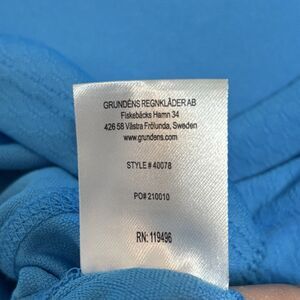 GRUNDÉNS REGNKLÄDER AB
Fiskebäcks Hamn 34
426 58 Västra Frölunda, Sweden
www.grundens.com
STYLE # 40078
PO# 210010
RN: 119496